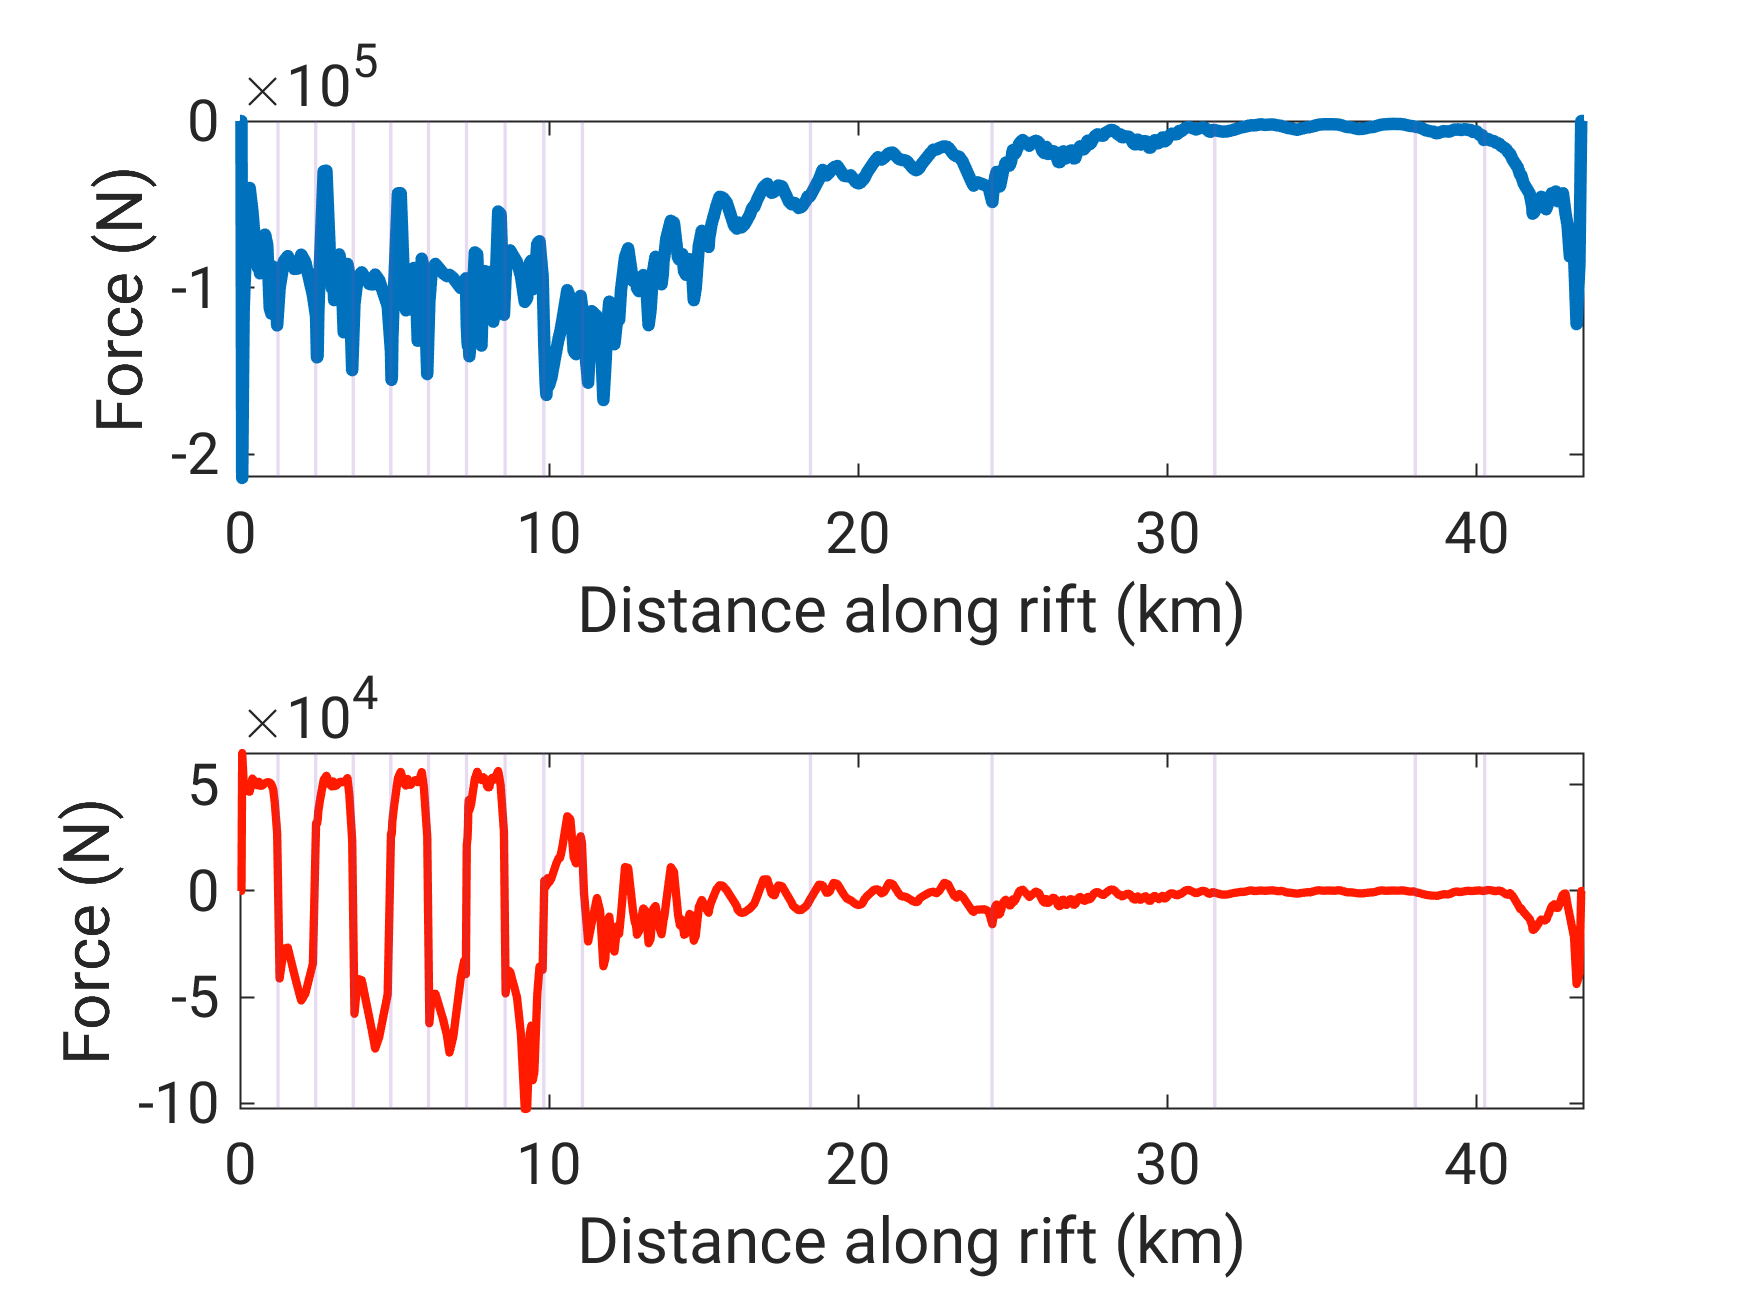 ×10^5
0
-1
-2
Force (N)
0 10 20 30 40
Distance along rift (km)
×10^4
5
0
-5
-10
Force (N)
0 10 20 30 40
Distance along rift (km)